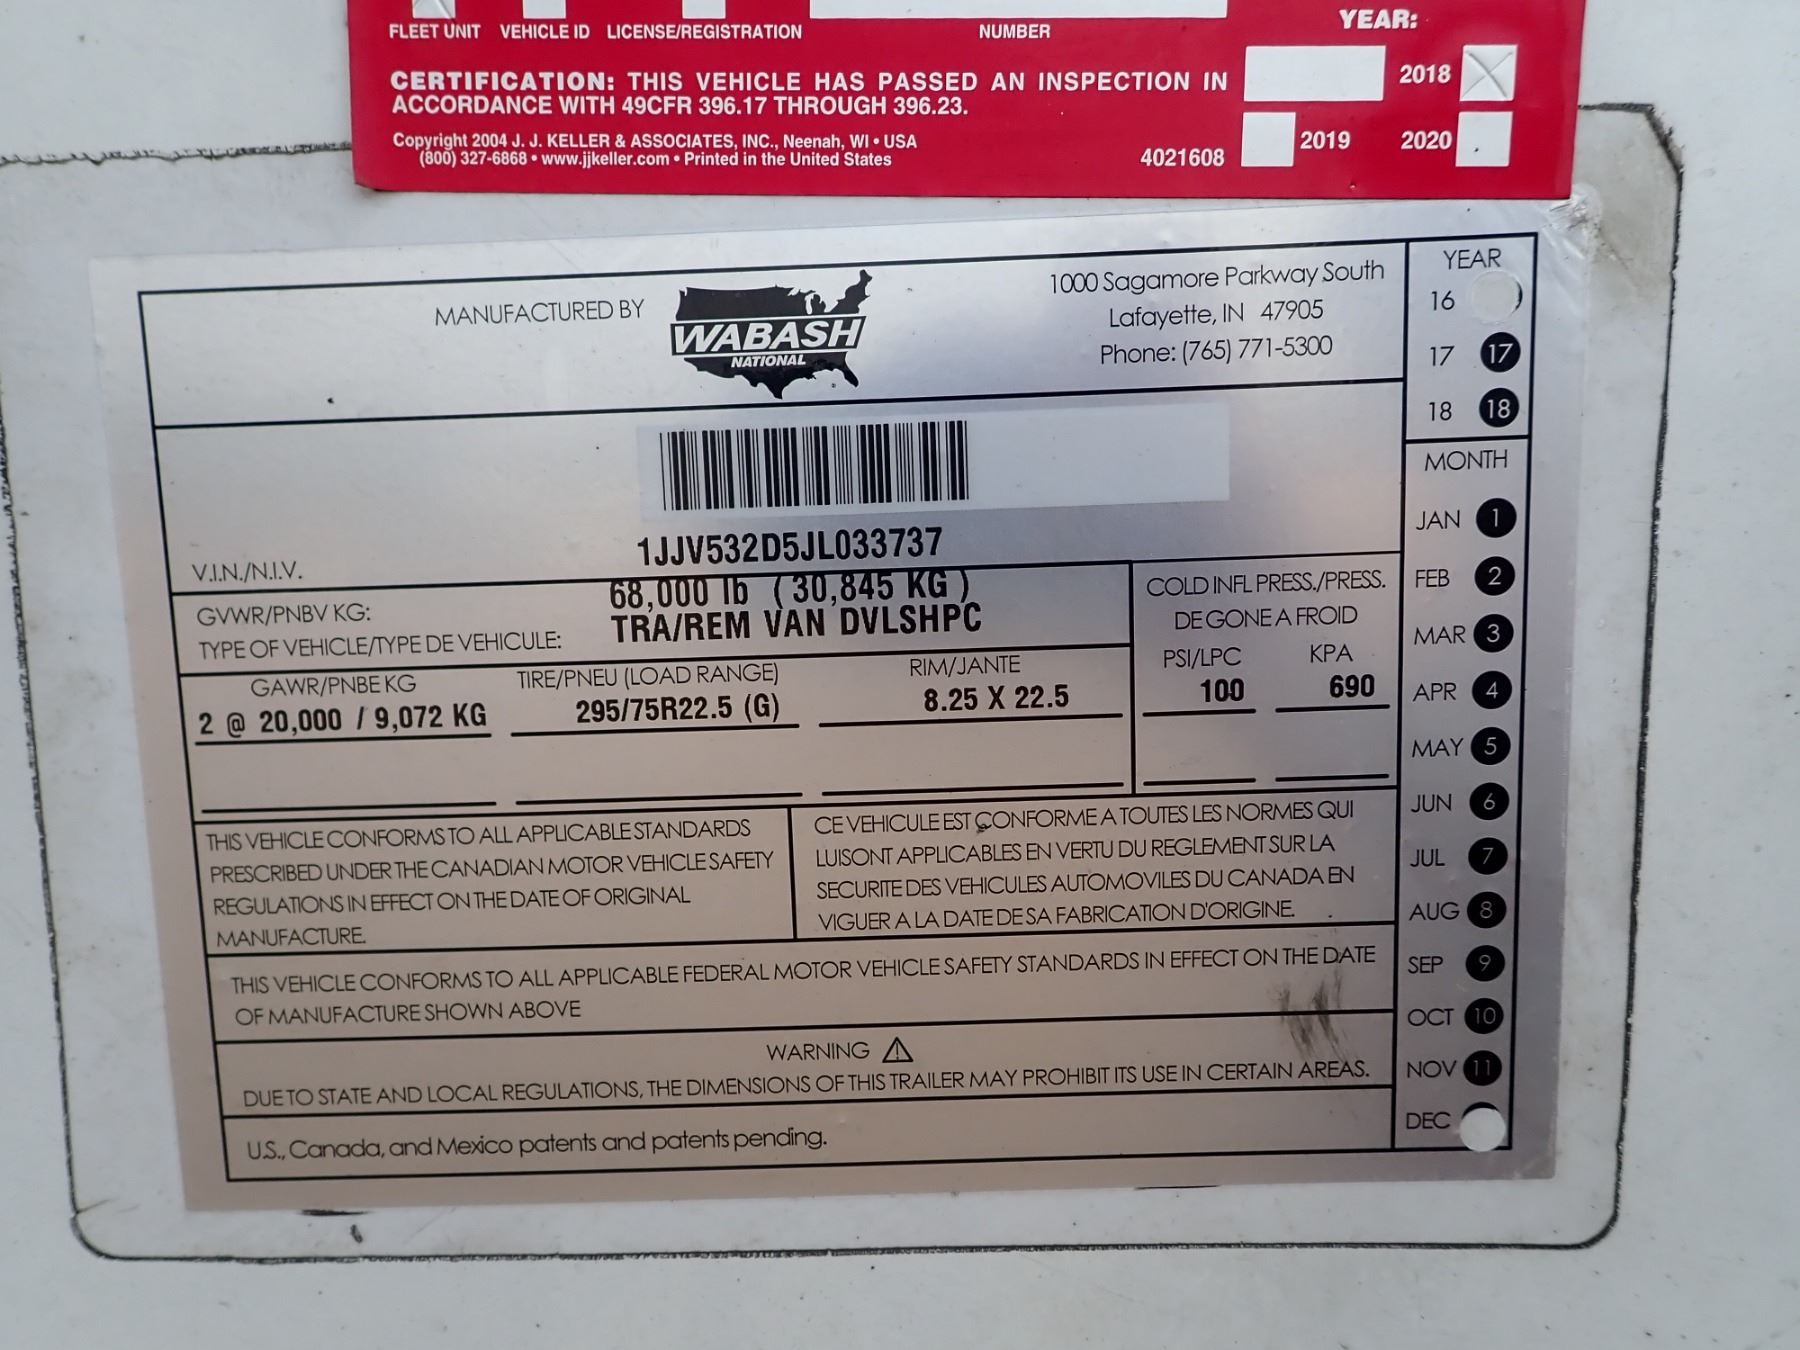 FLEET UNIT VEHICLE ID LICENSE/REGISTRATION NUMBER YEAR:
CERTIFICATION: THIS VEHICLE HAS PASSED AN INSPECTION IN
ACCORDANCE WITH 49CFR 396.17 THROUGH 396.23.
2018
Copyright 2004 J. J. KELLER & ASSOCIATES, INC., Neenah, WI • USA
(800) 327-6868 • www.jjkeller.com • Printed in the United States
4021608
2019 2020
MANUFACTURED BY
WABASH
NATIONAL
1000 Sagamore Parkway South
Lafayette, IN 47905
Phone: (765) 771-5300
V.I.N./N.I.V.
1JJV532D5JL033737
GVWR/PNBV KG: 68,000 lb ( 30,845 KG )
TYPE OF VEHICLE/TYPE DE VEHICULE: TRA/REM VAN DVLSHPC
COLD INFL PRESS./PRESS.
DE GONE A FROID
GAWR/PNBE KG TIRE/PNEU (LOAD RANGE) RIM/JANTE PSI/LPC KPA
2 @ 20,000 / 9,072 KG 295/75R22.5 (G) 8.25 X 22.5 100 690
THIS VEHICLE CONFORMS TO ALL APPLICABLE STANDARDS
PRESCRIBED UNDER THE CANADIAN MOTOR VEHICLE SAFETY
REGULATIONS IN EFFECT ON THE DATE OF ORIGINAL
MANUFACTURE.
CE VEHICULE EST CONFORME A TOUTES LES NORMES QUI
LUI SONT APPLICABLES EN VERTU DU REGLEMENT SUR LA
SECURITE DES VEHICULES AUTOMOVILES DU CANADA EN
VIGUER A LA DATE DE SA FABRICATION D'ORIGINE.
THIS VEHICLE CONFORMS TO ALL APPLICABLE FEDERAL MOTOR VEHICLE SAFETY STANDARDS IN EFFECT ON THE DATE
OF MANUFACTURE SHOWN ABOVE
WARNING
DUE TO STATE AND LOCAL REGULATIONS, THE DIMENSIONS OF THIS TRAILER MAY PROHIBIT ITS USE IN CERTAIN AREAS.
U.S., Canada, and Mexico patents and patents pending.
YEAR
16
17 17
18 18
MONTH
JAN 1
FEB 2
MAR 3
APR 4
MAY 5
JUN 6
JUL 7
AUG 8
SEP 9
OCT 10
NOV 11
DEC